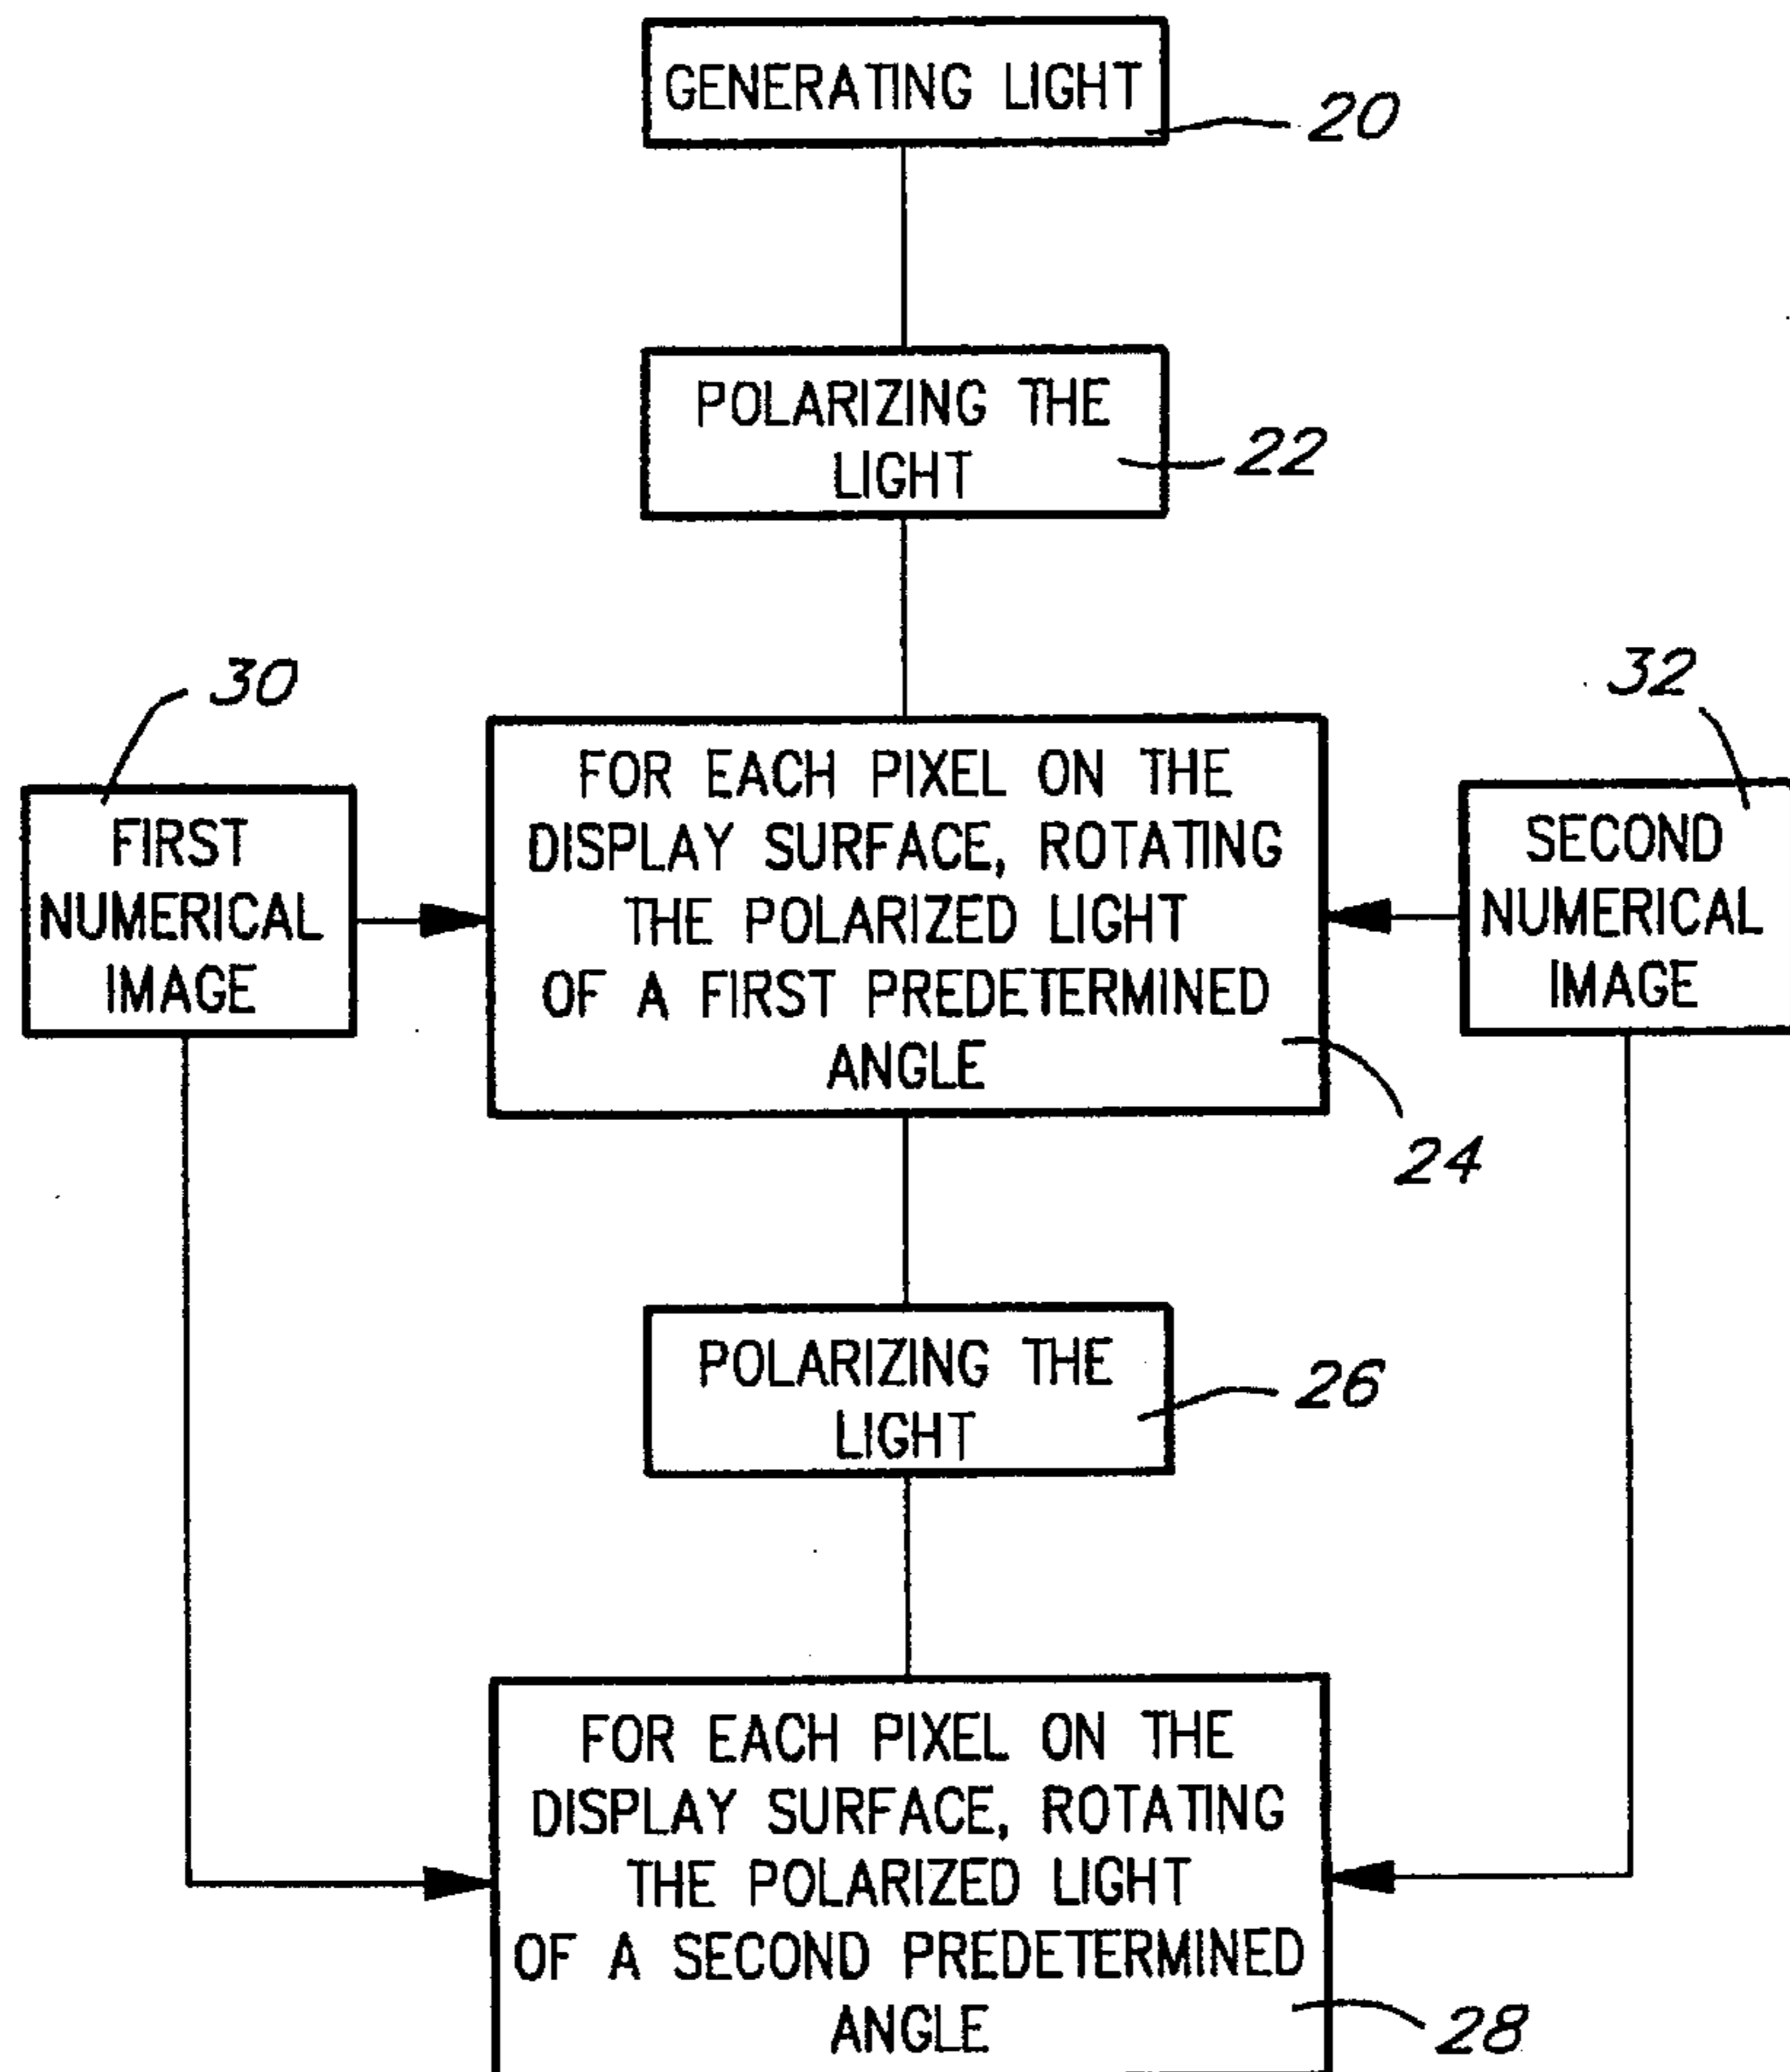 GENERATING LIGHT
20
POLARIZING THE
LIGHT
22
30
FIRST
NUMERICAL
IMAGE
FOR EACH PIXEL ON THE
DISPLAY SURFACE, ROTATING
THE POLARIZED LIGHT
OF A FIRST PREDETERMINED
ANGLE
24
32
SECOND
NUMERICAL
IMAGE
POLARIZING THE
LIGHT
26
FOR EACH PIXEL ON THE
DISPLAY SURFACE, ROTATING
THE POLARIZED LIGHT
OF A SECOND PREDETERMINED
ANGLE
28